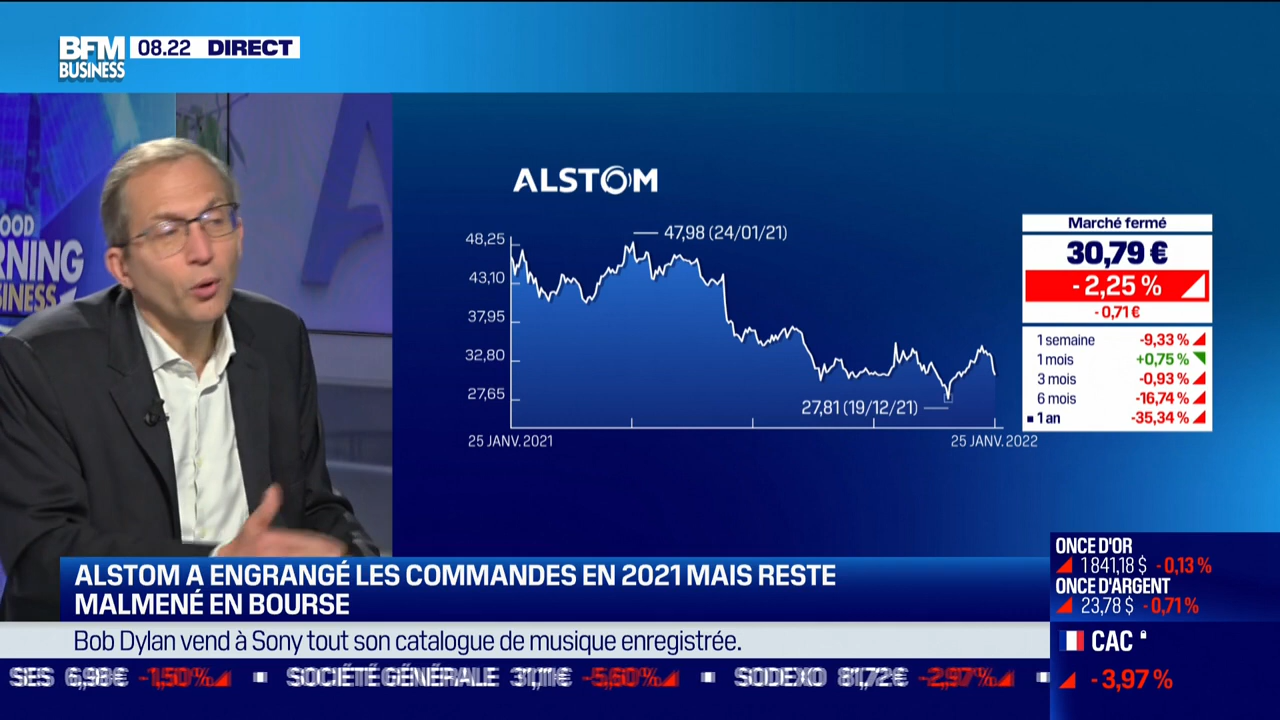 BFM
BUSINESS
08.22 DIRECT
OOD
RNING
SINESS
ALSTOM
47,98 (24/01/21)
48,25
43,10
37,95
32,80
27,65
27,81 (19/12/21)
25 JANV. 2021
25 JANV. 2022
Marché fermé
30,79 €
- 2,25 %
- 0,71 €
1 semaine -9,33 %
1 mois +0,75 %
3 mois -0,93 %
6 mois -16,74 %
1 an -35,34 %
ALSTOM A ENGRANGÉ LES COMMANDES EN 2021 MAIS RESTE
MALMENÉ EN BOURSE
Bob Dylan vend à Sony tout son catalogue de musique enregistrée.
ONCE D'OR
1 841,18 $ - 0,13 %
ONCE D'ARGENT
23,78 $ - 0,71 %
CAC
- 3,97 %
SES 6,98€ -1,50% SOCIÉTÉ GÉNÉRALE 31,11€ -5,60% SODEXO 81,72€ -2,97%